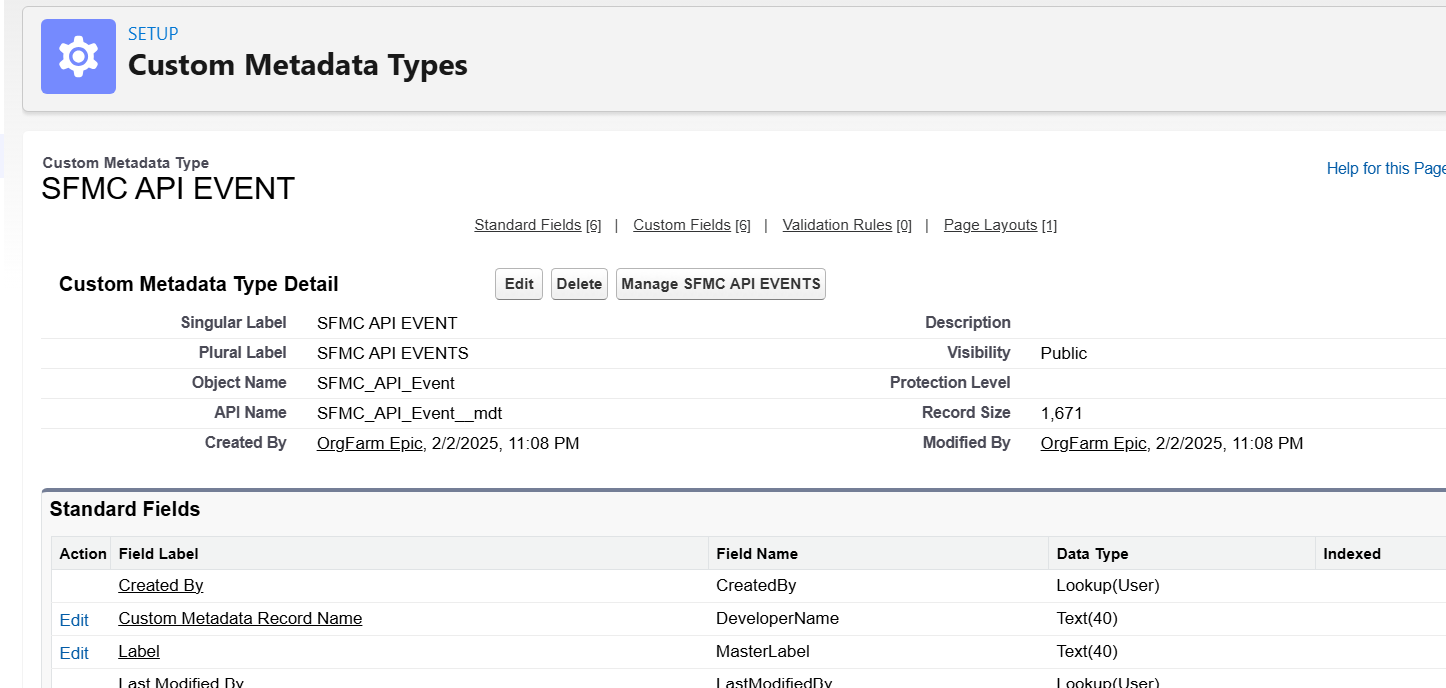 SETUP
Custom Metadata Types
Custom Metadata Type
SFMC API EVENT
Help for this Page
Standard Fields [6] | Custom Fields [6] | Validation Rules [0] | Page Layouts [1]
Custom Metadata Type Detail Edit Delete Manage SFMC API EVENTS
Singular Label SFMC API EVENT Description
Plural Label SFMC API EVENTS Visibility Public
Object Name SFMC_API_Event Protection Level
API Name SFMC_API_Event__mdt Record Size 1,671
Created By OrgFarm Epic, 2/2/2025, 11:08 PM Modified By OrgFarm Epic, 2/2/2025, 11:08 PM
Standard Fields
Action Field Label Field Name Data Type Indexed
Created By CreatedBy Lookup(User)
Edit Custom Metadata Record Name DeveloperName Text(40)
Edit Label MasterLabel Text(40)
Last Modified By LastModifiedBy Lookup(User)